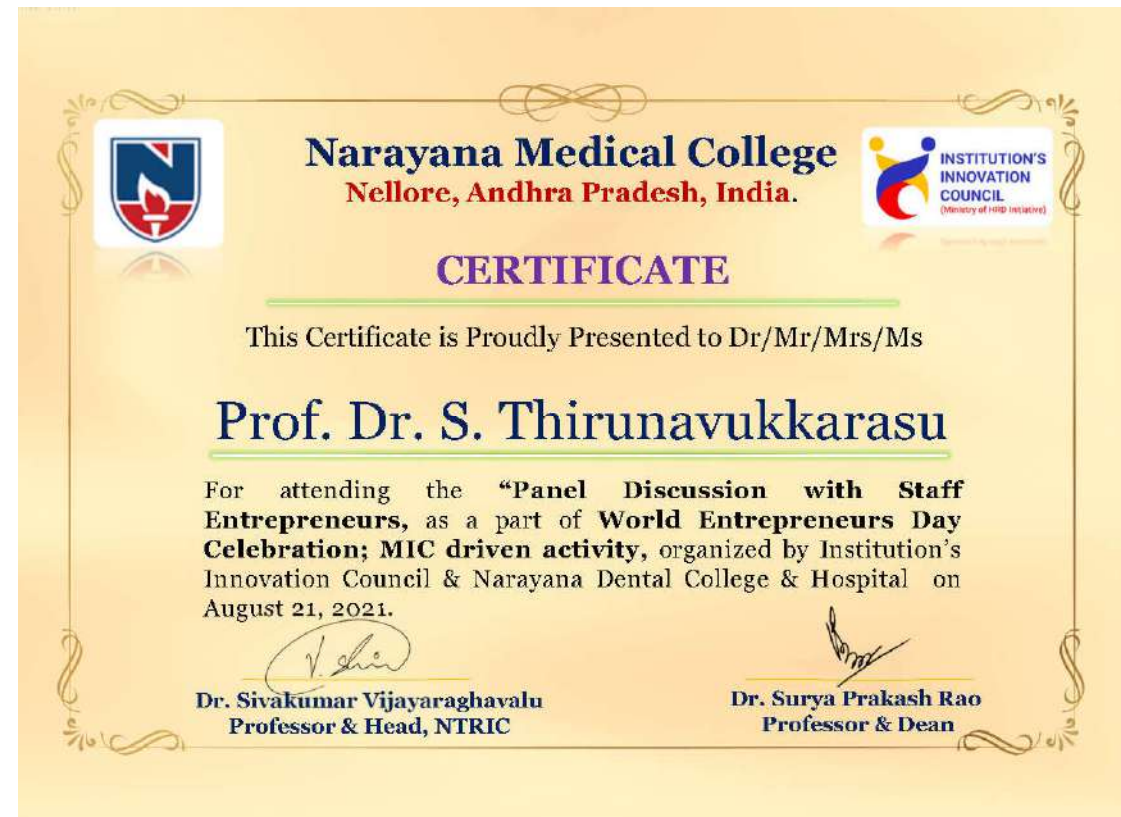 Narayana Medical College
Nellore, Andhra Pradesh, India.
INSTITUTION'S
INNOVATION
COUNCIL
(Ministry of HRD Initiative)
CERTIFICATE
This Certificate is Proudly Presented to Dr/Mr/Mrs/Ms
Prof. Dr. S. Thirunavukkarasu
For attending the “Panel Discussion with Staff
Entrepreneurs, as a part of World Entrepreneurs Day
Celebration; MIC driven activity, organized by Institution’s
Innovation Council & Narayana Dental College & Hospital on
August 21, 2021.
Dr. Sivakumar Vijayaraghavalu
Professor & Head, NTRIC
Dr. Surya Prakash Rao
Professor & Dean